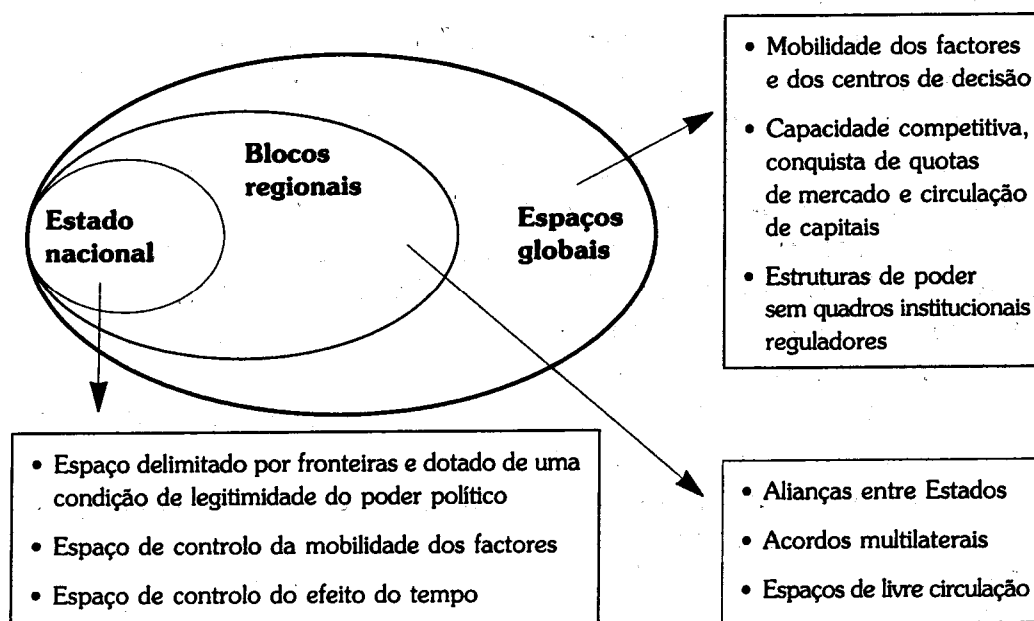 Estado
nacional
Blocos
regionais
Espaços
globais
• Mobilidade dos factores
e dos centros de decisão
• Capacidade competitiva,
conquista de quotas
de mercado e circulação
de capitais
• Estruturas de poder
sem quadros institucionais
reguladores
• Espaço delimitado por fronteiras e dotado de uma
condição de legitimidade do poder político
• Espaço de controlo da mobilidade dos factores
• Espaço de controlo do efeito do tempo
• Alianças entre Estados
• Acordos multilaterais
• Espaços de livre circulação